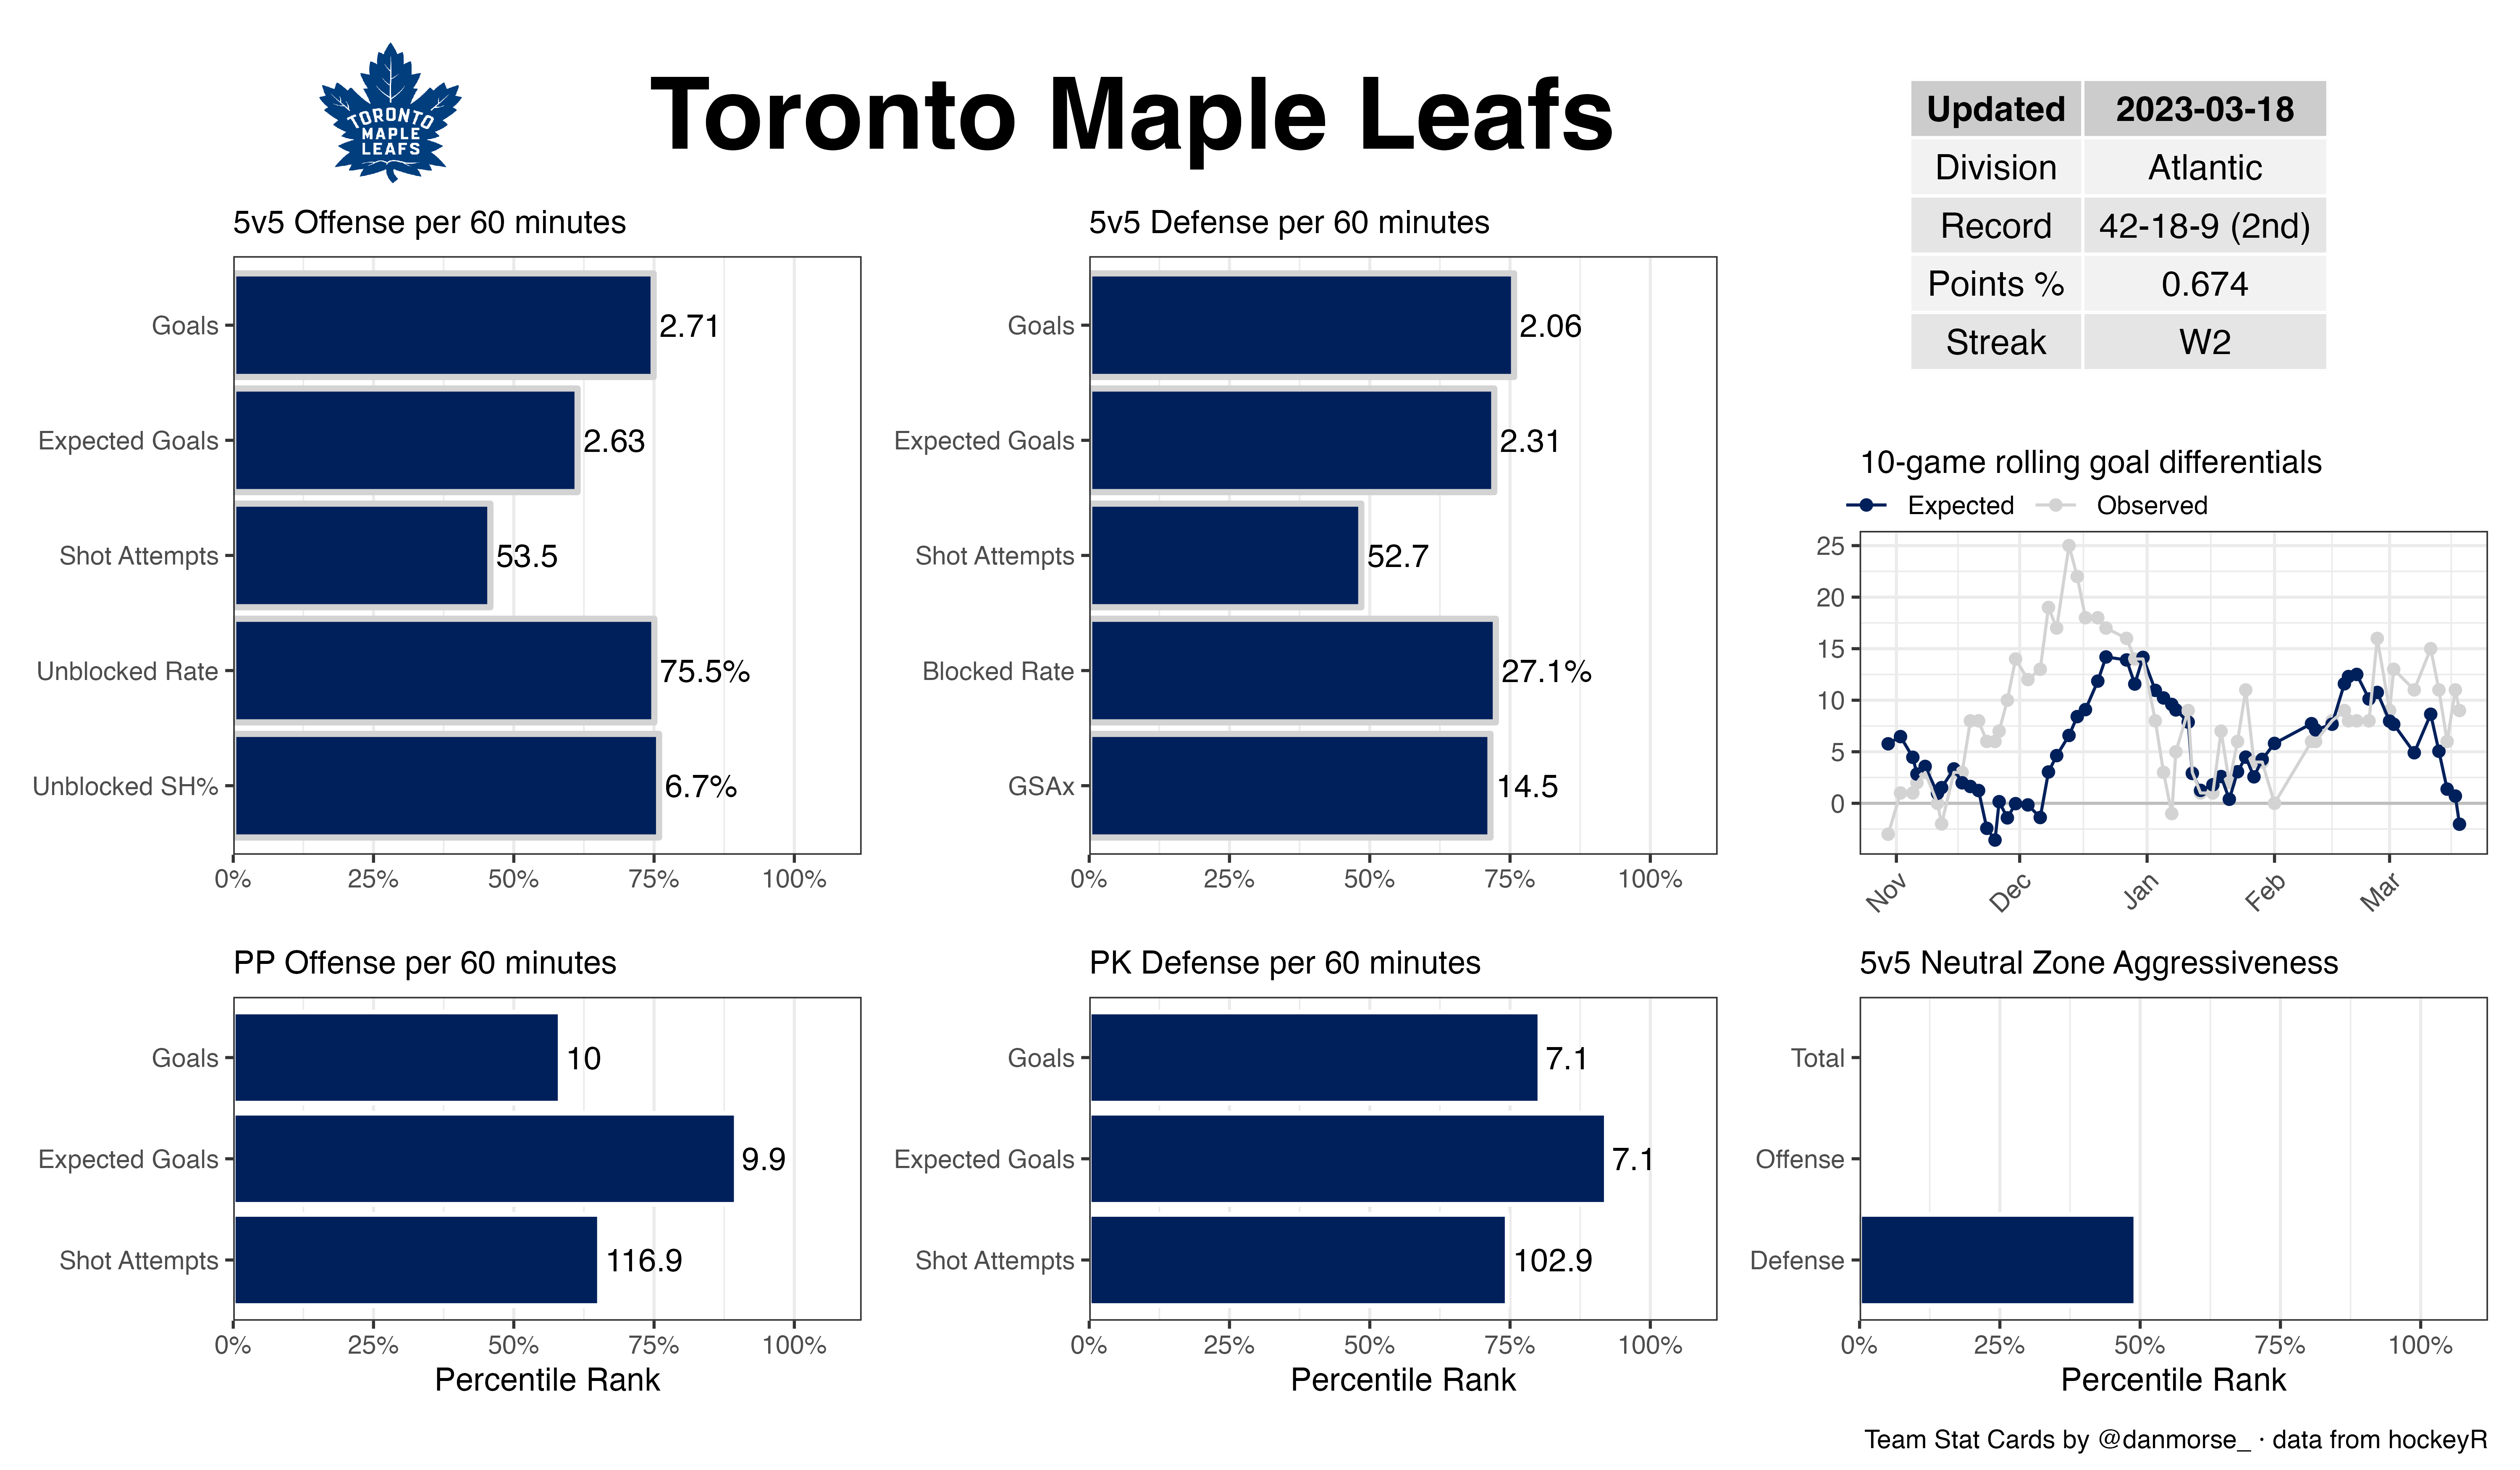 TORONTO
MAPLE
LEAFS
Toronto Maple Leafs
Updated 2023-03-18
Division Atlantic
Record 42-18-9 (2nd)
Points % 0.674
Streak W2
5v5 Offense per 60 minutes
Goals 2.71
Expected Goals 2.63
Shot Attempts 53.5
Unblocked Rate 75.5%
Unblocked SH% 6.7%
0% 25% 50% 75% 100%
5v5 Defense per 60 minutes
Goals 2.06
Expected Goals 2.31
Shot Attempts 52.7
Blocked Rate 27.1%
GSAx 14.5
0% 25% 50% 75% 100%
10-game rolling goal differentials
Expected Observed
25
20
15
10
5
0
Nov Dec Jan Feb Mar
PP Offense per 60 minutes
Goals 10
Expected Goals 9.9
Shot Attempts 116.9
0% 25% 50% 75% 100%
Percentile Rank
PK Defense per 60 minutes
Goals 7.1
Expected Goals 7.1
Shot Attempts 102.9
0% 25% 50% 75% 100%
Percentile Rank
5v5 Neutral Zone Aggressiveness
Total
Offense
Defense
0% 25% 50% 75% 100%
Percentile Rank
Team Stat Cards by @danmorse_ · data from hockeyR